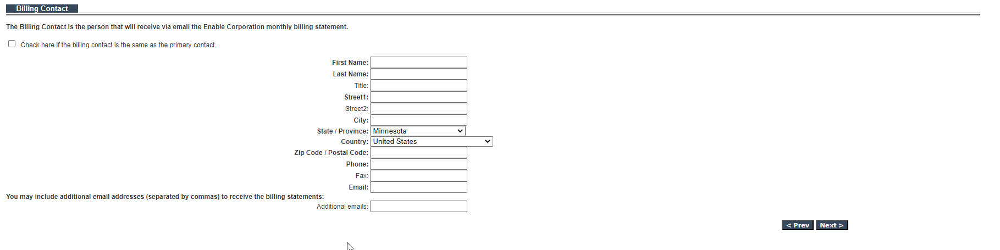 Billing Contact
The Billing Contact is the person that will receive via email the Enable Corporation monthly billing statement.
Check here if the billing contact is the same as the primary contact.
First Name:
Last Name:
Title:
Street1:
Street2:
City:
State / Province: Minnesota
Country: United States
Zip Code / Postal Code:
Phone:
Fax:
Email:
You may include additional email addresses (separated by commas) to receive the billing statements:
Additional emails:
< Prev Next >